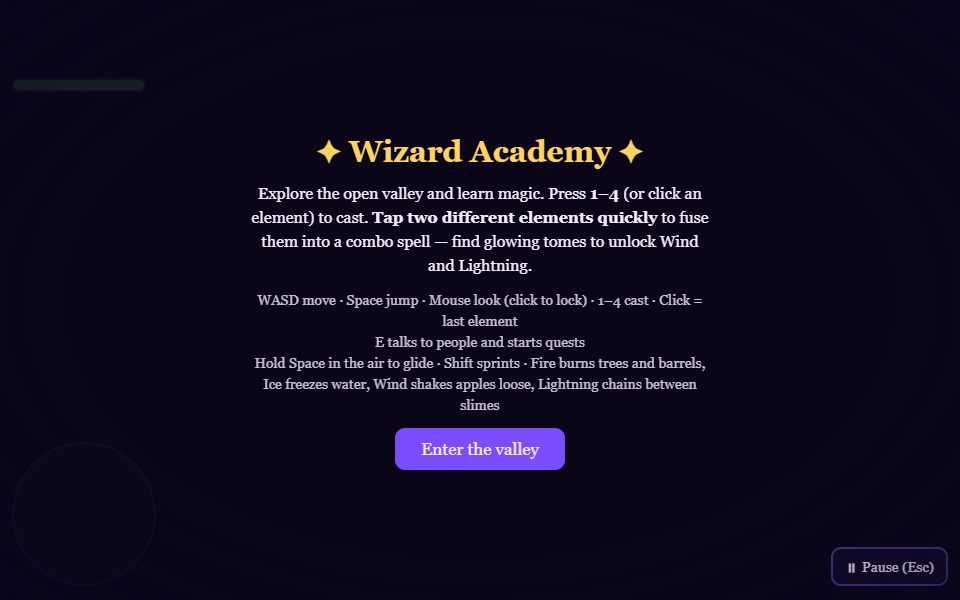 ✦ Wizard Academy ✦
Explore the open valley and learn magic. Press 1–4 (or click an
element) to cast. Tap two different elements quickly to fuse
them into a combo spell — find glowing tomes to unlock Wind
and Lightning.
WASD move · Space jump · Mouse look (click to lock) · 1–4 cast · Click =
last element
E talks to people and starts quests
Hold Space in the air to glide · Shift sprints · Fire burns trees and barrels,
Ice freezes water, Wind shakes apples loose, Lightning chains between
slimes
Enter the valley
⏸ Pause (Esc)